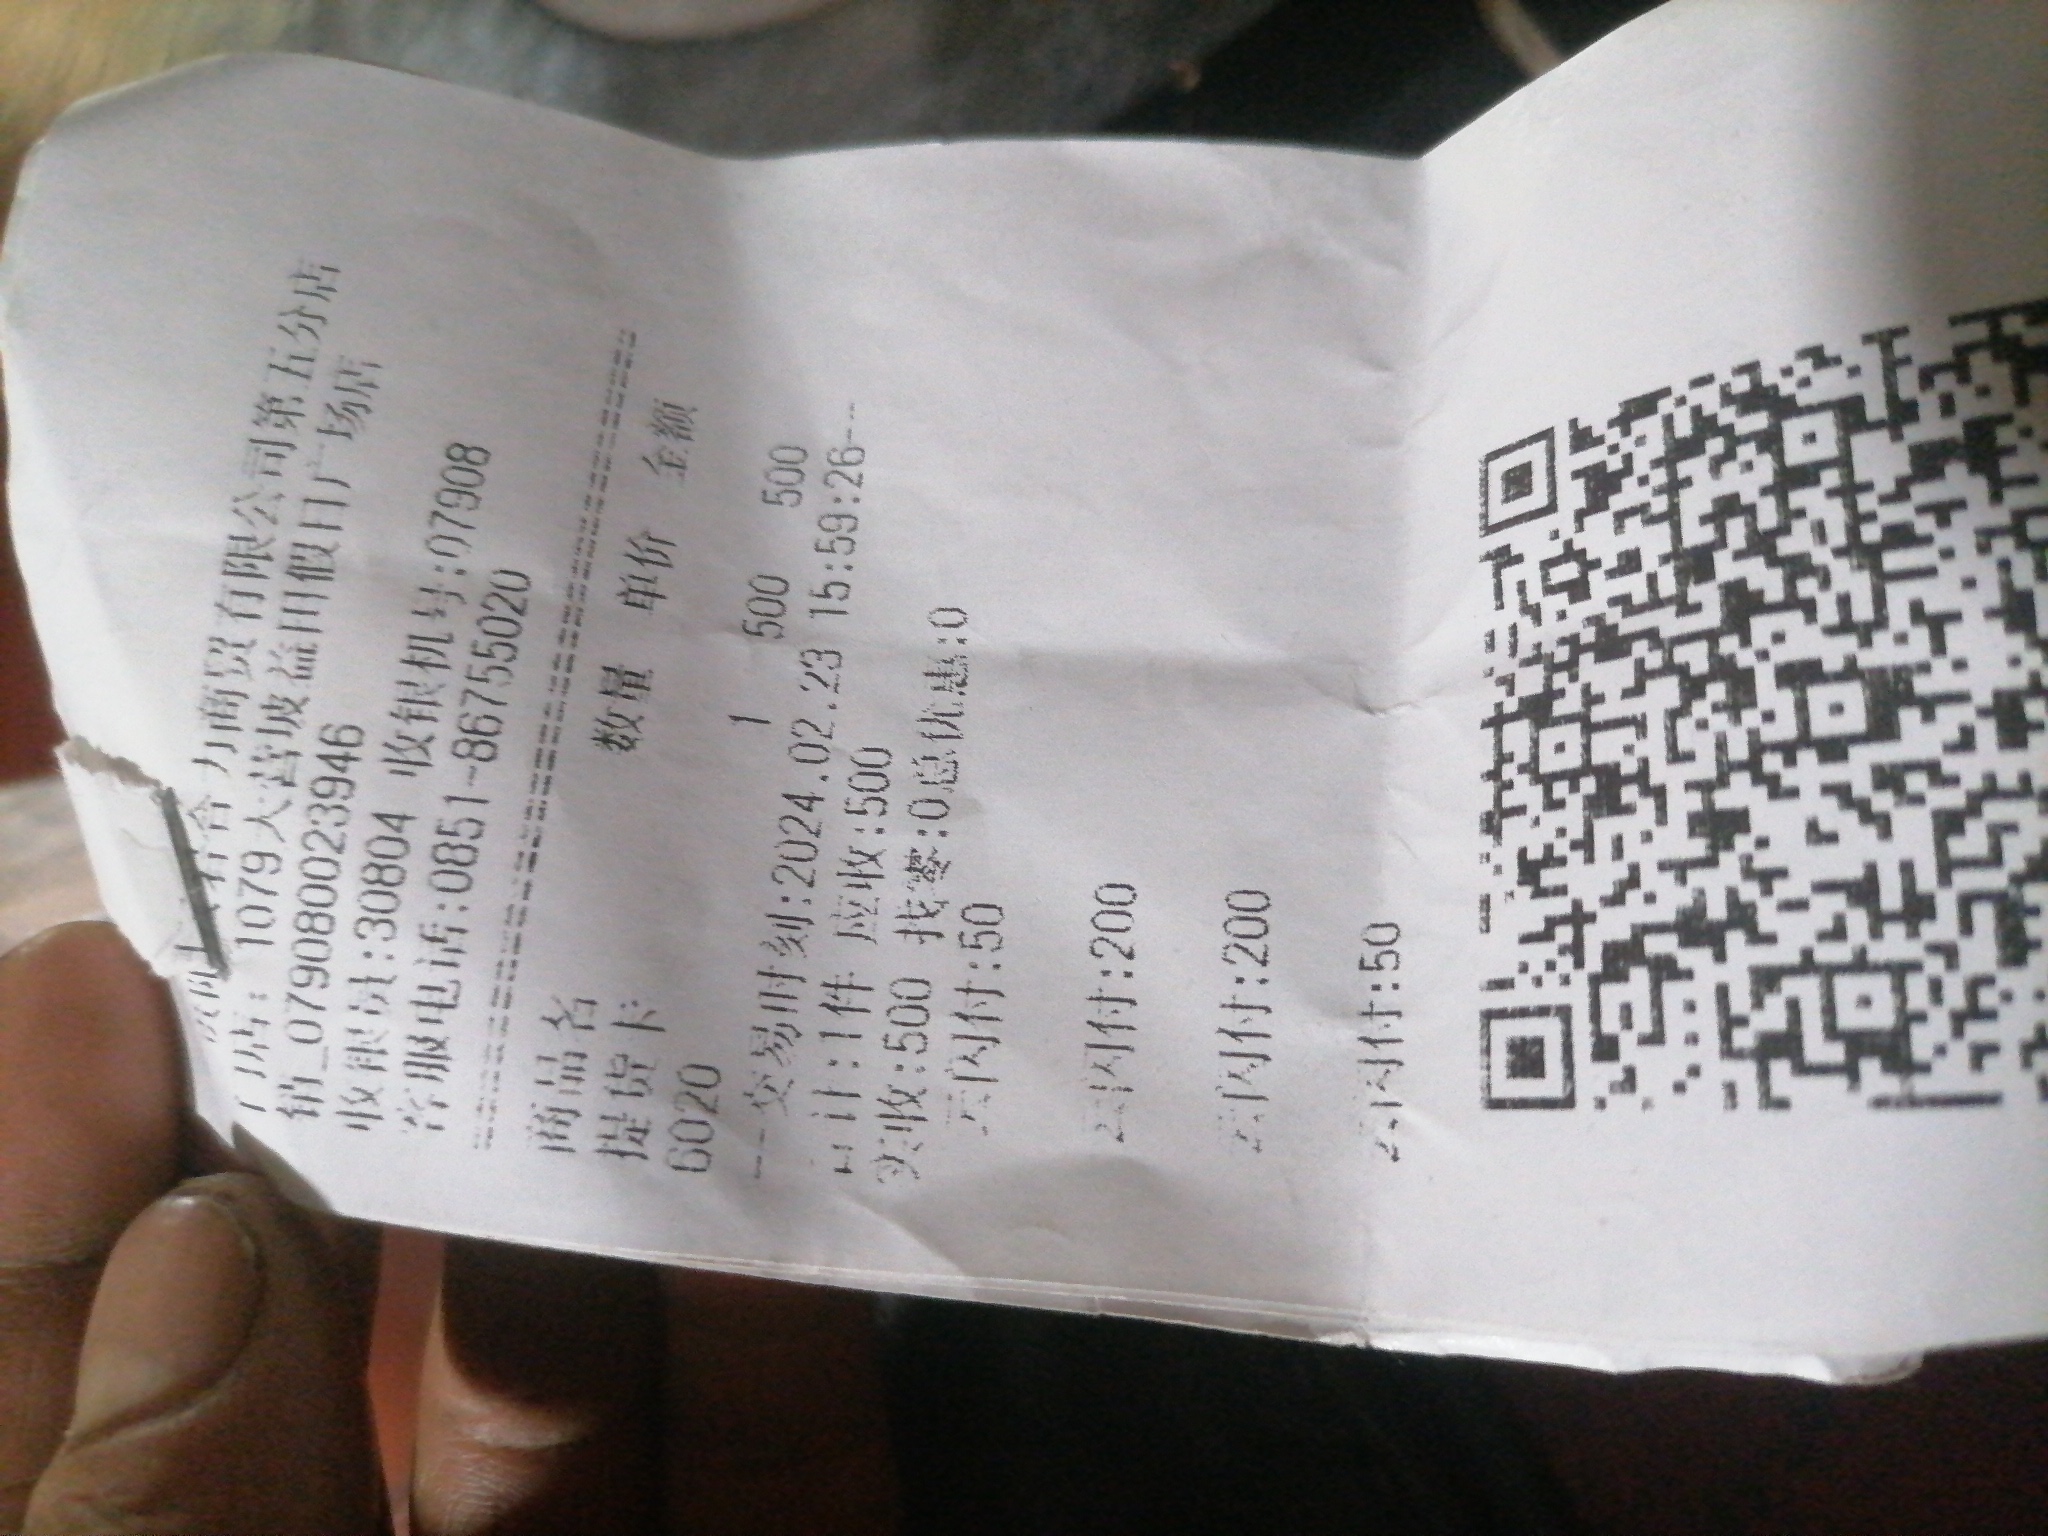 合力商贸有限公司第五分店
门店: 1079大营坡益田假日广场店
销_079080023946
收银员:30804 收银机号:07908
客服电话:0851-86755020
商品名 数量 单价 金额
提货卡
6020 1 500 500
---交易时刻:2024.02.23 15:59:26---
总计:1件 应收:500
实收:500 找零:0总优惠:0
云闪付:50
云闪付:200
云闪付:200
云闪付:50